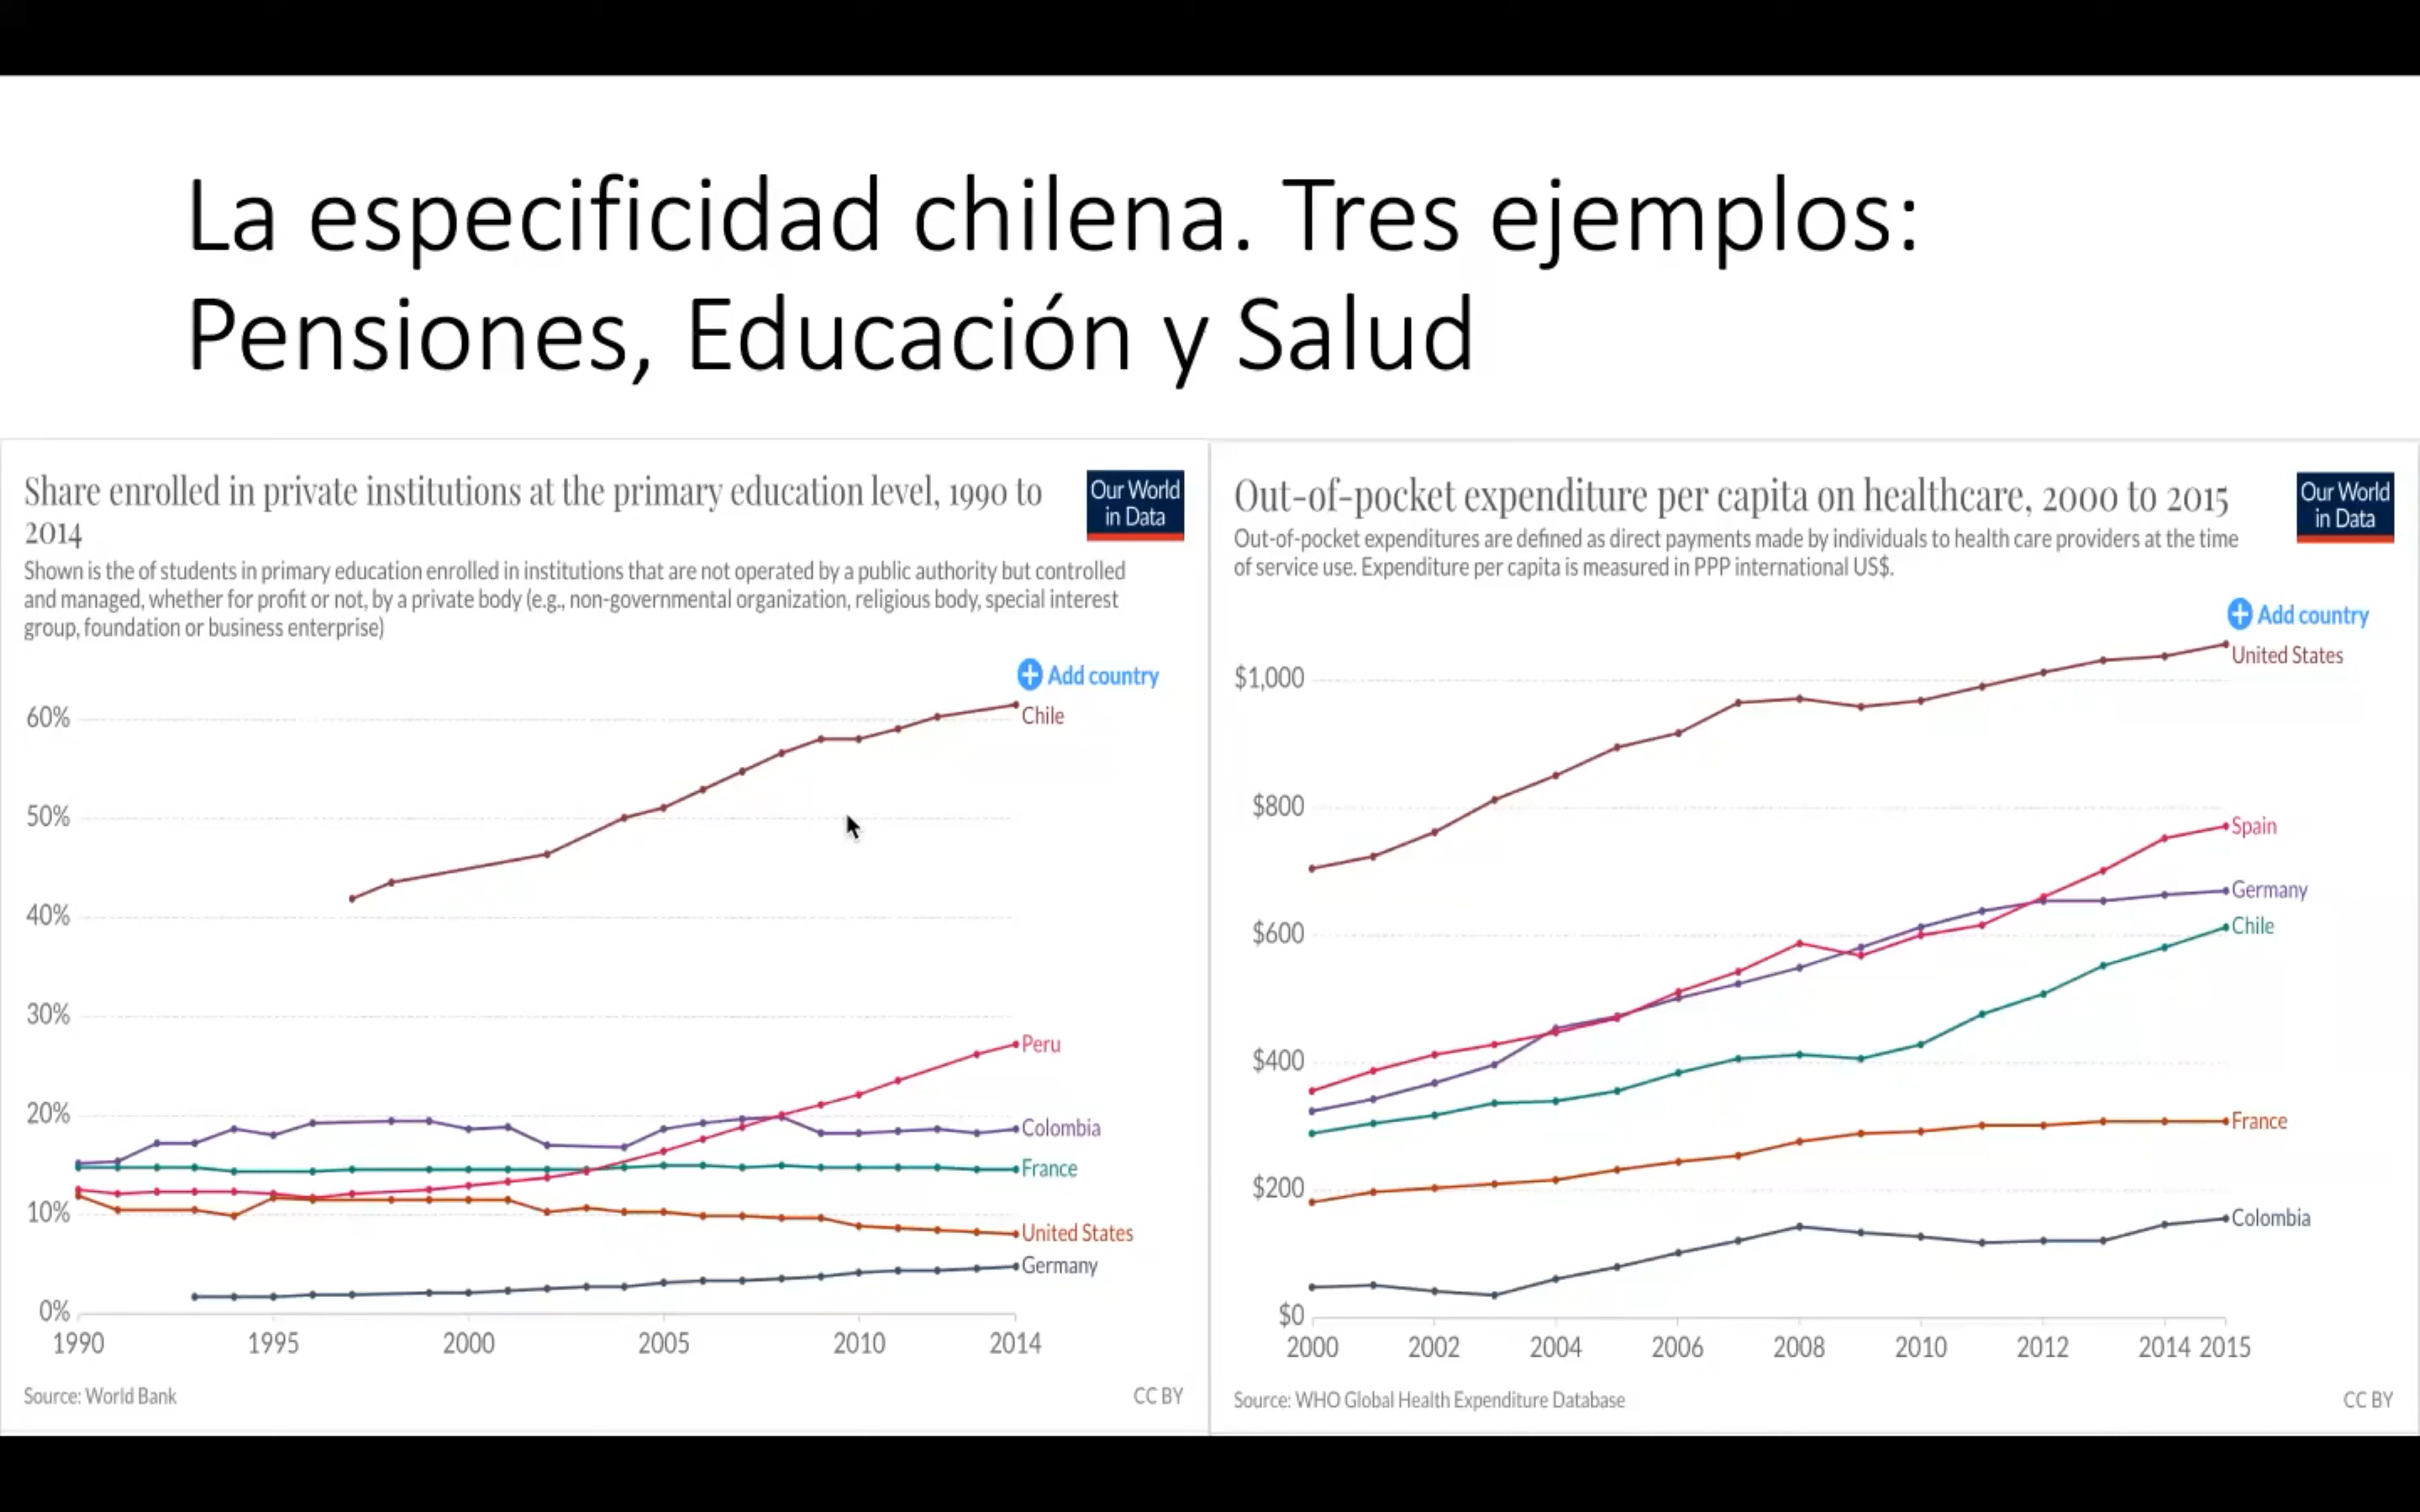 La especificidad chilena. Tres ejemplos:
Pensiones, Educación y Salud
Share enrolled in private institutions at the primary education level, 1990 to
2014
Our World
in Data
Shown is the of students in primary education enrolled in institutions that are not operated by a public authority but controlled
and managed, whether for profit or not, by a private body (e.g., non-governmental organization, religious body, special interest
group, foundation or business enterprise)
Add country
60%
50%
40%
30%
20%
10%
0%
Chile
Peru
Colombia
France
United States
Germany
1990 1995 2000 2005 2010 2014
Source: World Bank
CC BY
Out-of-pocket expenditure per capita on healthcare, 2000 to 2015
Our World
in Data
Out-of-pocket expenditures are defined as direct payments made by individuals to health care providers at the time
of service use. Expenditure per capita is measured in PPP international US$.
Add country
$1,000
$800
$600
$400
$200
$0
United States
Spain
Germany
Chile
France
Colombia
2000 2002 2004 2006 2008 2010 2012 2014 2015
Source: WHO Global Health Expenditure Database
CC BY